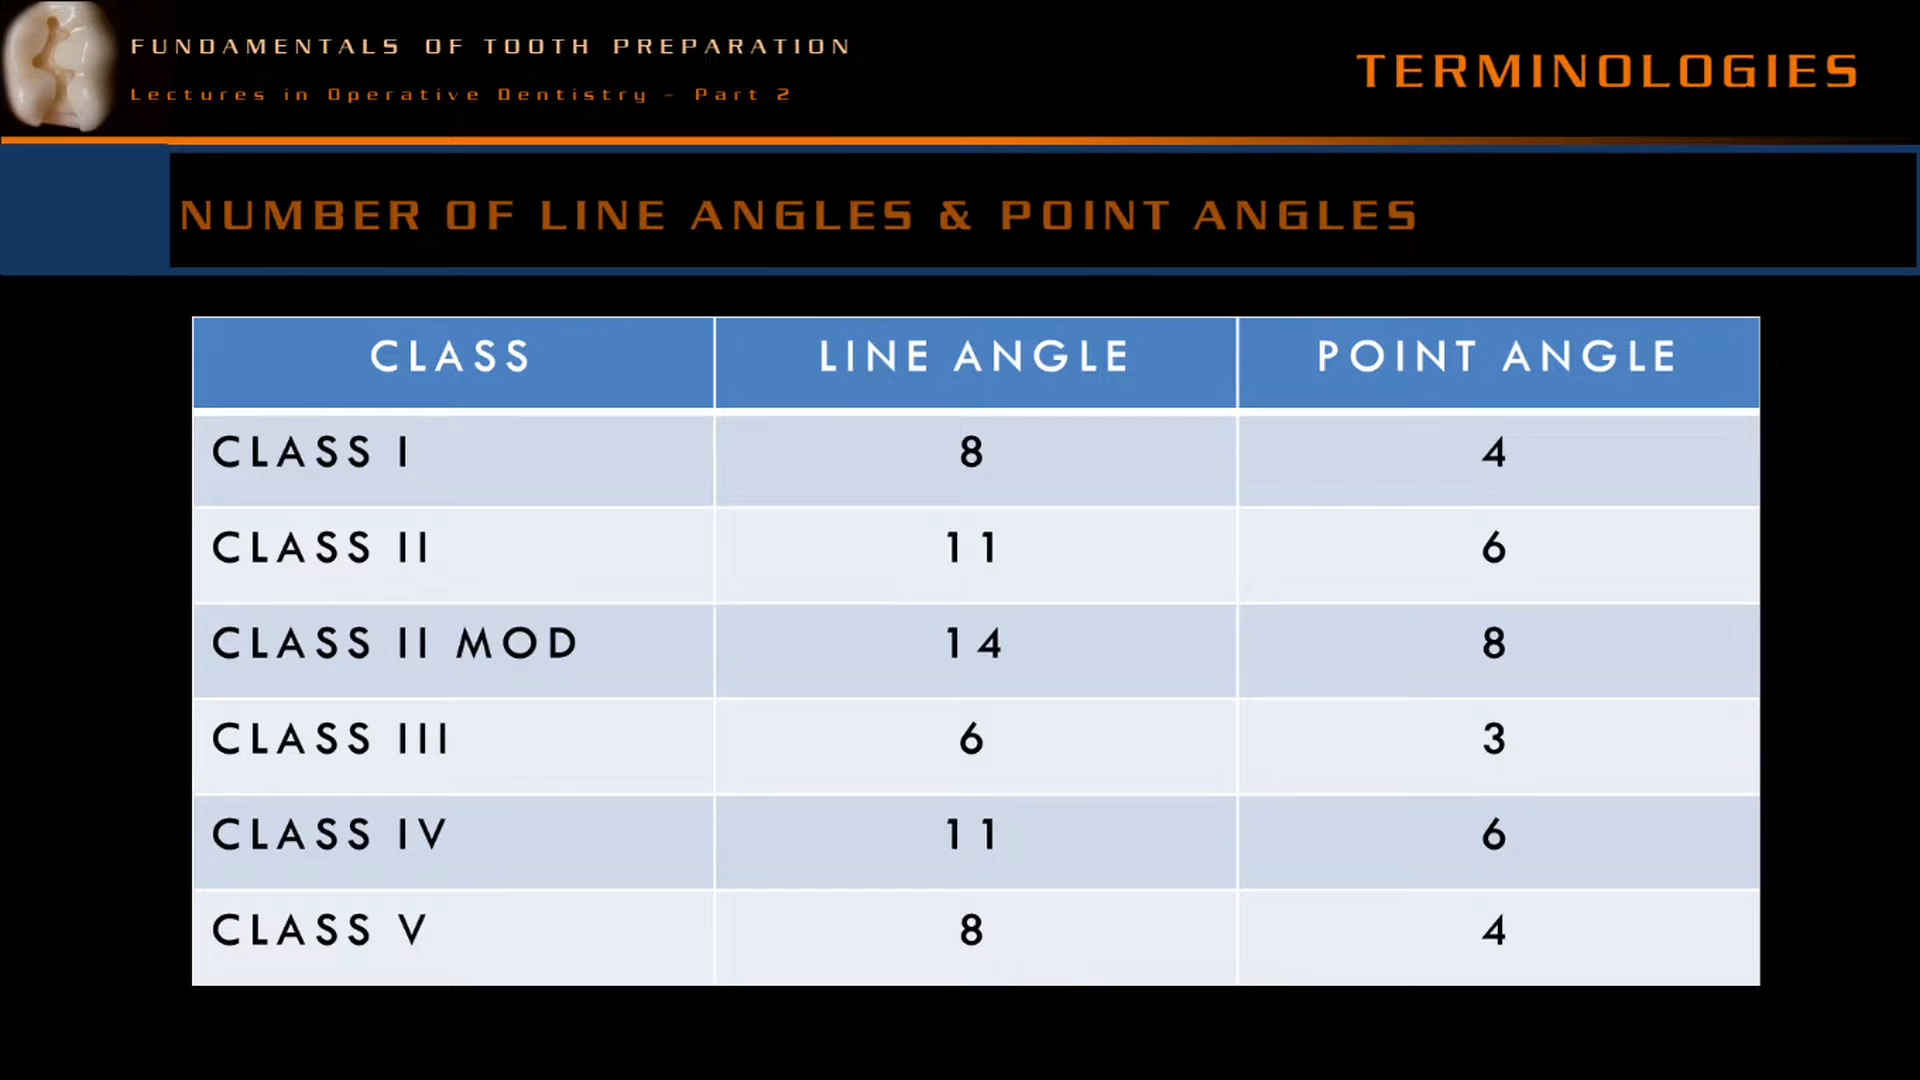 FUNDAMENTALS OF TOOTH PREPARATION
Lectures in Operative Dentistry - Part 2
TERMINOLOGIES
NUMBER OF LINE ANGLES & POINT ANGLES
CLASS LINE ANGLE POINT ANGLE
CLASS I 8 4
CLASS II 11 6
CLASS II MOD 14 8
CLASS III 6 3
CLASS IV 11 6
CLASS V 8 4